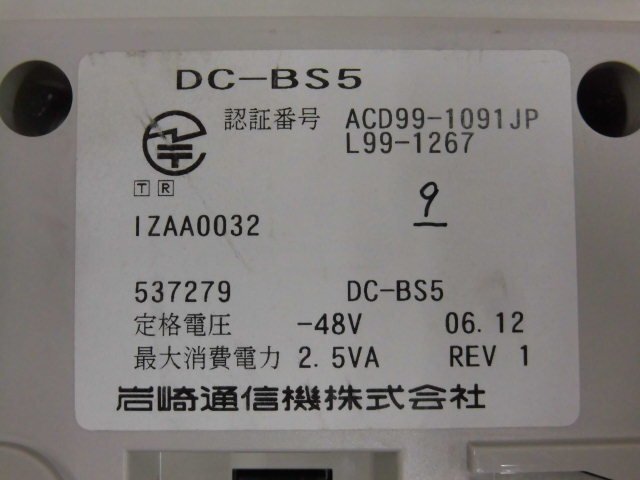 DC-BS5
認証番号 ACD99-1091JP
L99-1267
T R
9
IZAA0032
537279 DC-BS5
定格電圧 -48V 06.12
最大消費電力 2.5VA REV 1
岩崎通信機株式会社